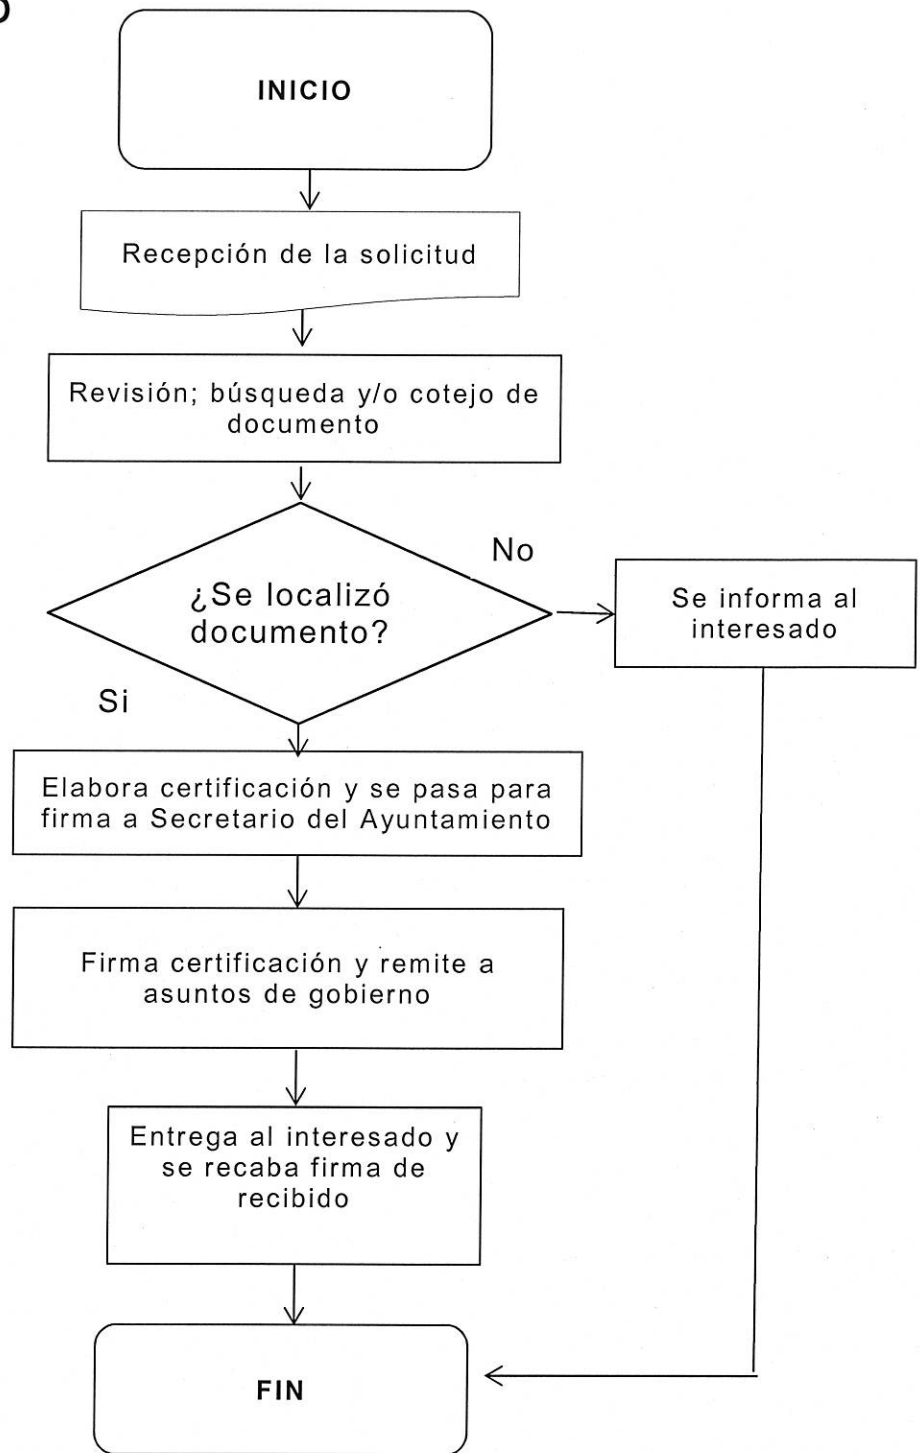 INICIO
Recepción de la solicitud
Revisión; búsqueda y/o cotejo de
documento
No
¿Se localizó
documento?
Se informa al
interesado
Si
Elabora certificación y se pasa para
firma a Secretario del Ayuntamiento
Firma certificación y remite a
asuntos de gobierno
Entrega al interesado y
se recaba firma de
recibido
FIN